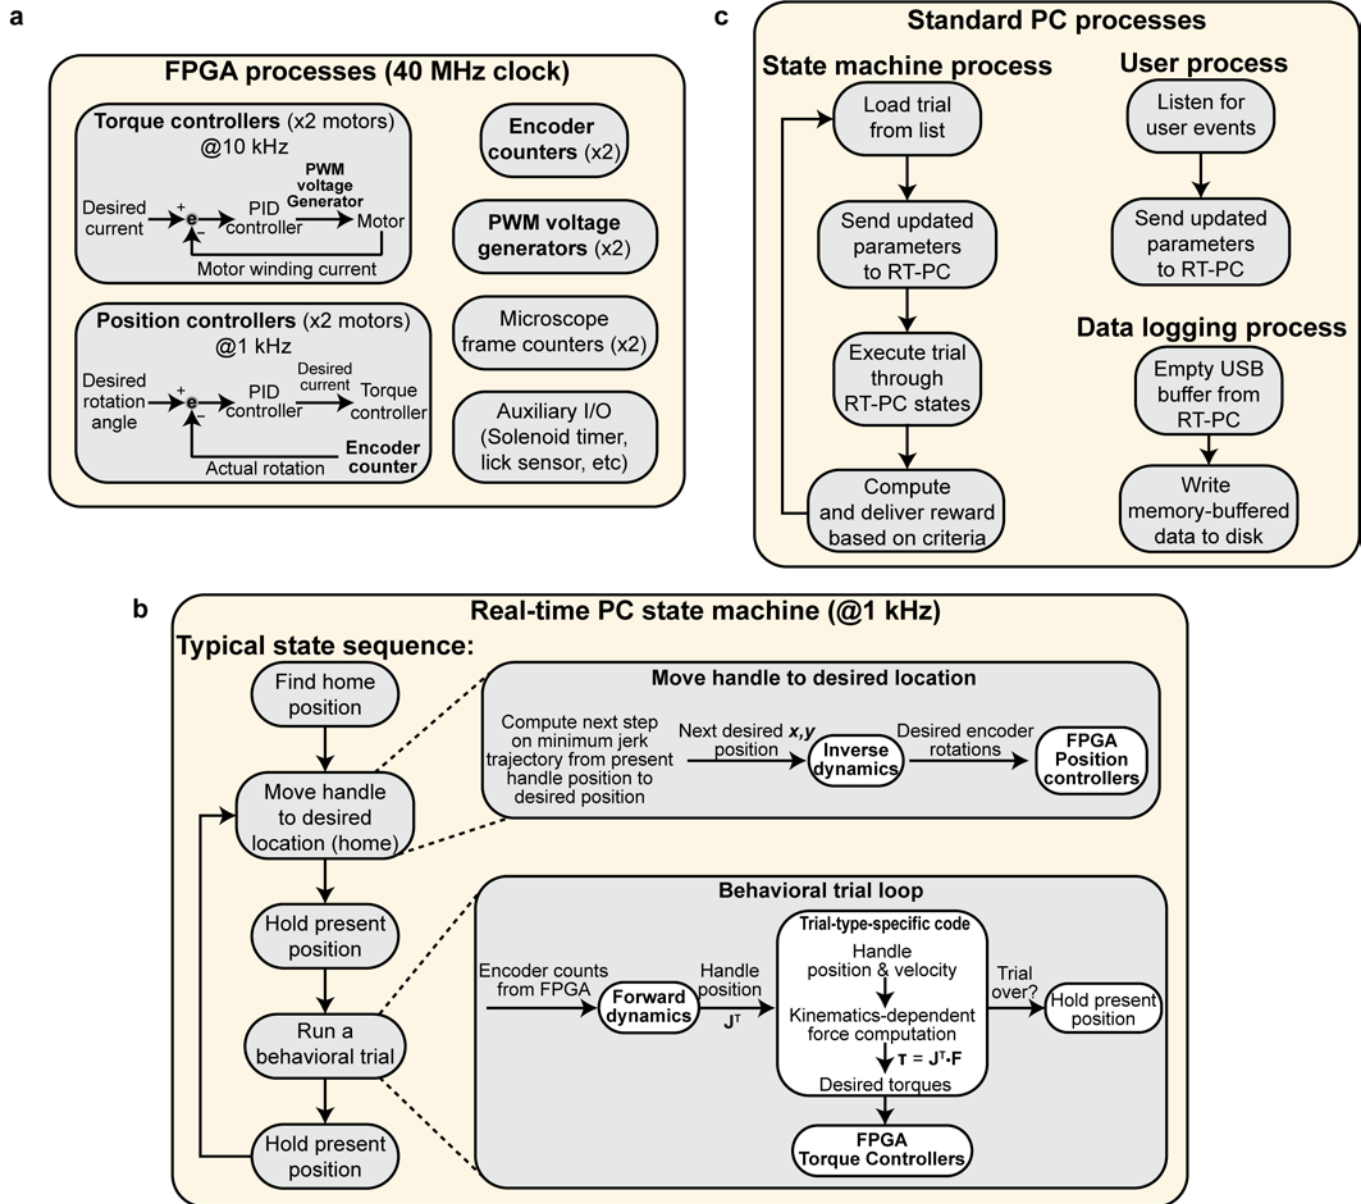 a
FPGA processes (40 MHz clock)
Torque controllers (x2 motors)
@10 kHz
PWM
voltage
Generator
Desired
current
+
e
−
PID
controller
Motor
Motor winding current
Position controllers (x2 motors)
@1 kHz
Desired
rotation
angle
+
e
−
PID
controller
Desired
current
Torque
controller
Encoder
counter
Actual rotation
Encoder
counters (x2)
PWM voltage
generators (x2)
Microscope
frame counters (x2)
Auxiliary I/O
(Solenoid timer,
lick sensor, etc)
c
Standard PC processes
State machine process
Load trial
from list
Send updated
parameters
to RT-PC
Execute trial
through
RT-PC states
Compute
and deliver reward
based on criteria
User process
Listen for
user events
Send updated
parameters
to RT-PC
Data logging process
Empty USB
buffer from
RT-PC
Write
memory-buffered
data to disk
b
Real-time PC state machine (@1 kHz)
Typical state sequence:
Find home
position
Move handle
to desired
location (home)
Hold present
position
Run a
behavioral trial
Hold present
position
Move handle to desired location
Compute next step
on minimum jerk
trajectory from present
handle position to
desired position
Next desired x,y
position
Inverse
dynamics
Desired encoder
rotations
FPGA
Position
controllers
Behavioral trial loop
Encoder counts
from FPGA
Forward
dynamics
Handle
position
Jᵀ
Trial-type-specific code
Handle
position & velocity
Kinematics-dependent
force computation
τ = Jᵀ·F
Desired torques
Trial
over?
Hold present
position
FPGA
Torque Controllers